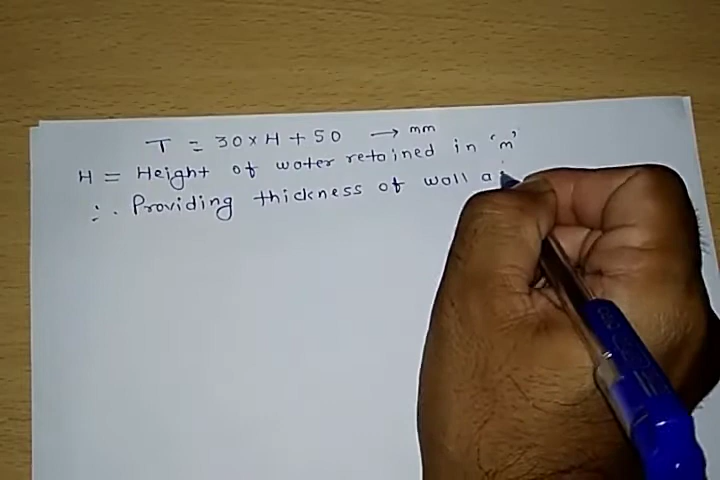 T = 30×H+50 → mm
H = Height of water retained in 'm'
∴ Providing thickness of wall